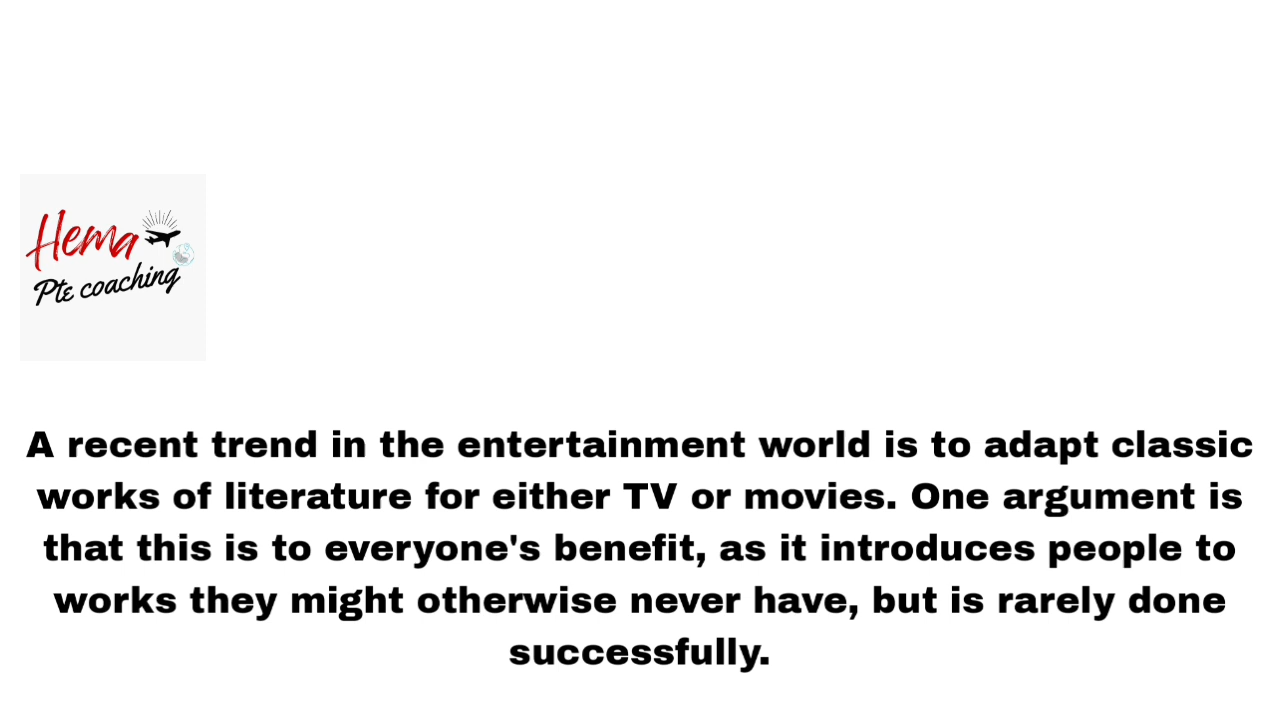 Hema
Pte coaching
A recent trend in the entertainment world is to adapt classic
works of literature for either TV or movies. One argument is
that this is to everyone's benefit, as it introduces people to
works they might otherwise never have, but is rarely done
successfully.